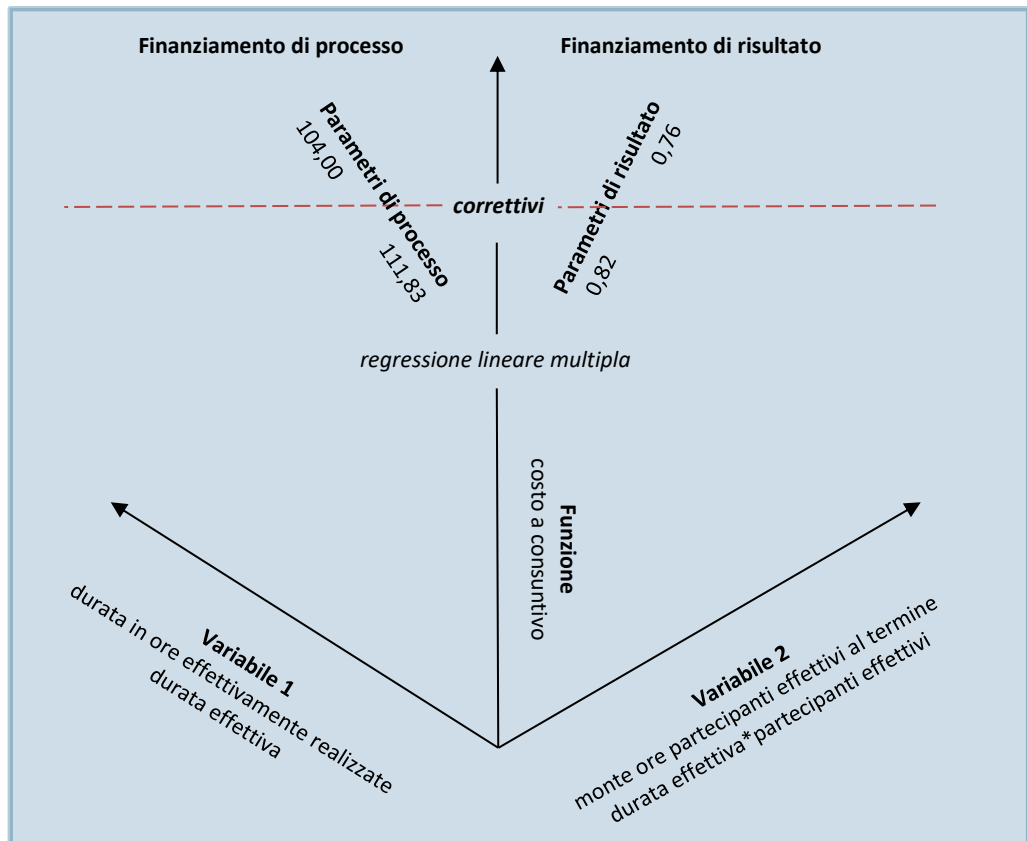 Finanziamento di processo
Finanziamento di risultato
Parametri di processo
104,00
111,83
Parametri di risultato
0,76
0,82
correttivi
regressione lineare multipla
Funzione
costo a consuntivo
Variabile 1
durata in ore effettivamente realizzate
durata effettiva
Variabile 2
monte ore partecipanti effettivi al termine
durata effettiva*partecipanti effettivi